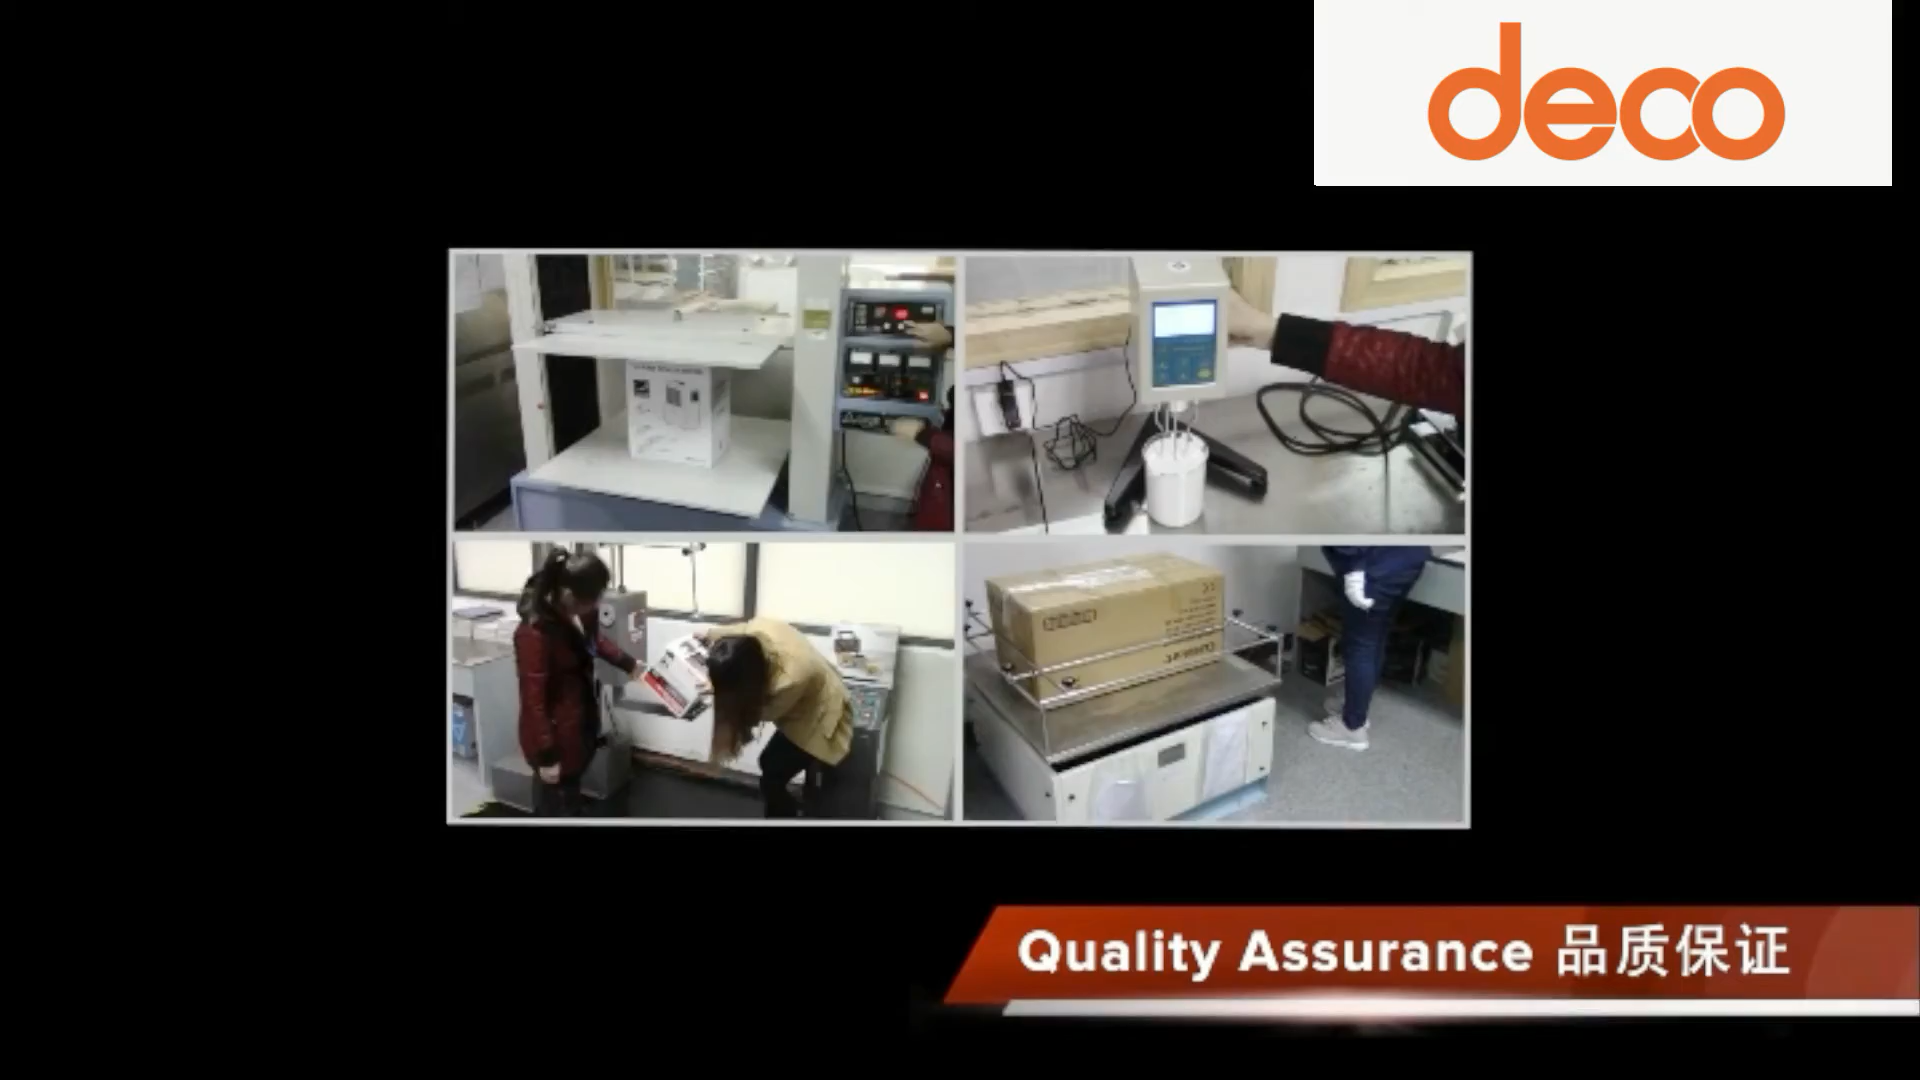 deco
Quality Assurance 品质保证